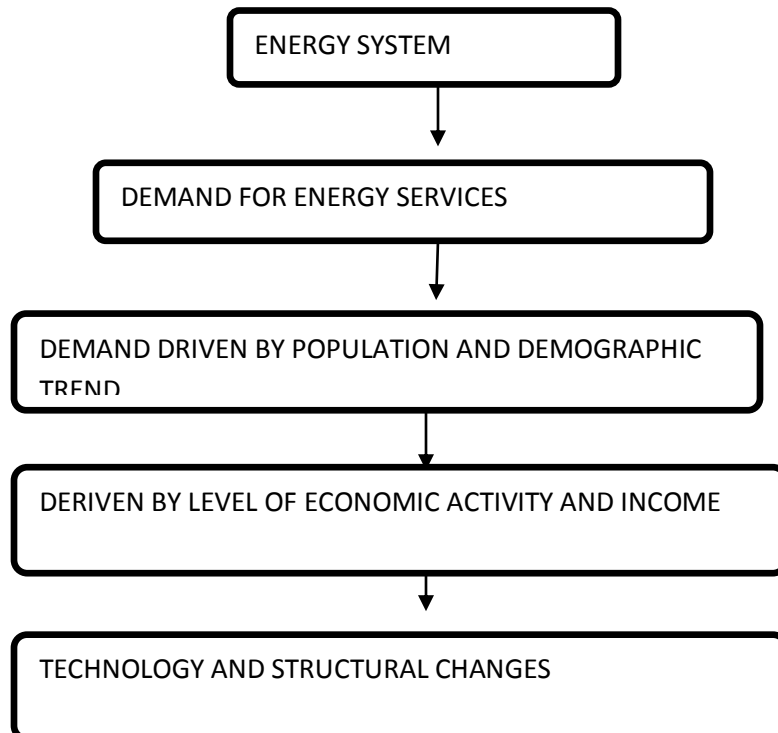 ENERGY SYSTEM
DEMAND FOR ENERGY SERVICES
DEMAND DRIVEN BY POPULATION AND DEMOGRAPHIC
TREND
DERIVEN BY LEVEL OF ECONOMIC ACTIVITY AND INCOME
TECHNOLOGY AND STRUCTURAL CHANGES